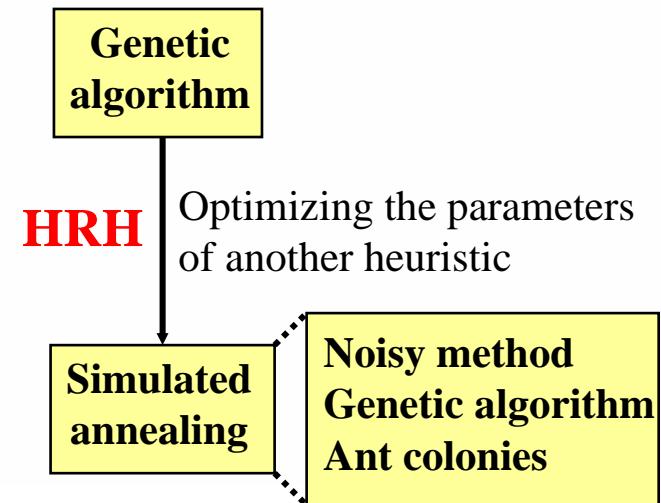 Genetic
algorithm
HRH
Optimizing the parameters
of another heuristic
Simulated
annealing
Noisy method
Genetic algorithm
Ant colonies